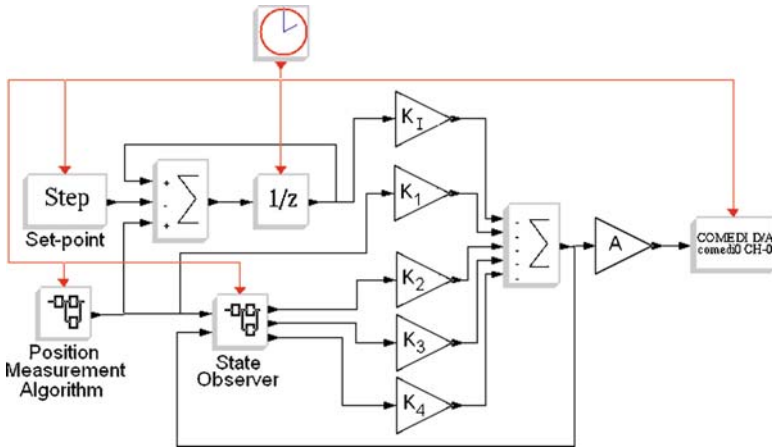 K_I
Step
Set-point
+
-
+
Σ
1/z
K_1
K_2
K_3
K_4
-
-
-
-
-
Σ
A
COMEDI D/A
comedi0 CH-0
Position
Measurement
Algorithm
State
Observer